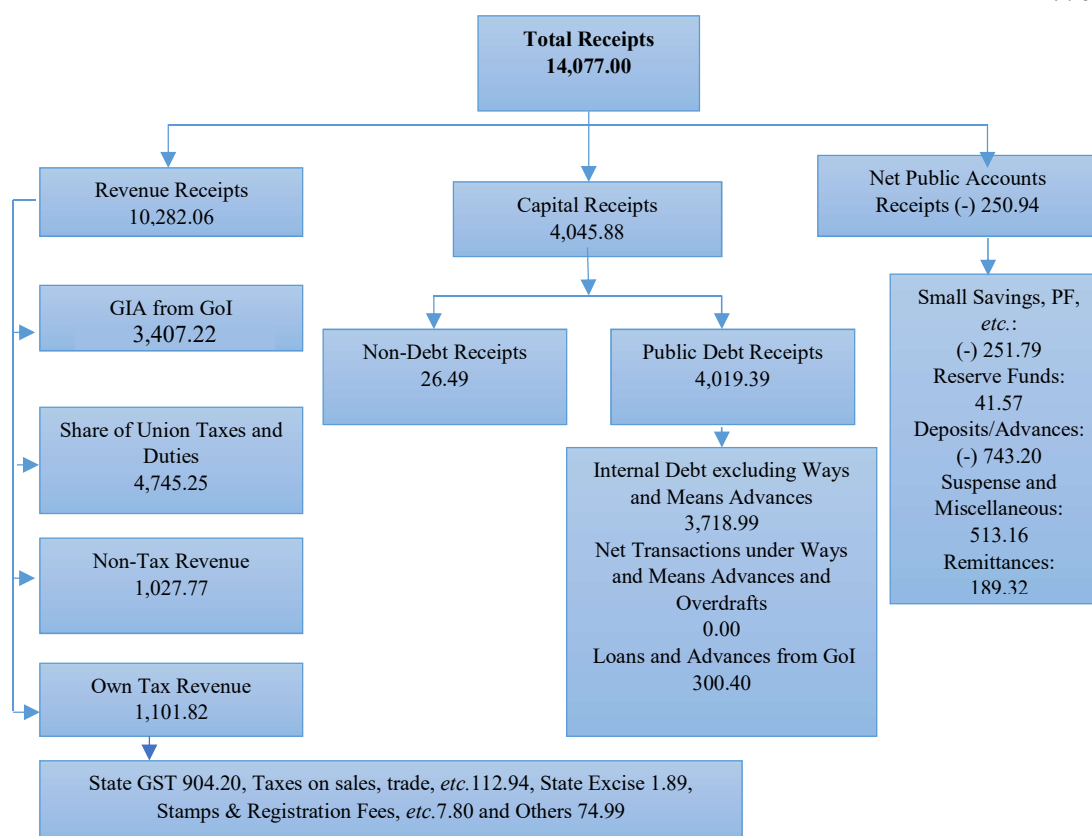 Total Receipts
14,077.00
Revenue Receipts
10,282.06
Capital Receipts
4,045.88
Net Public Accounts
Receipts (-) 250.94
GIA from GoI
3,407.22
Share of Union Taxes and
Duties
4,745.25
Non-Tax Revenue
1,027.77
Own Tax Revenue
1,101.82
State GST 904.20, Taxes on sales, trade, etc.112.94, State Excise 1.89,
Stamps & Registration Fees, etc.7.80 and Others 74.99
Non-Debt Receipts
26.49
Public Debt Receipts
4,019.39
Internal Debt excluding Ways
and Means Advances
3,718.99
Net Transactions under Ways
and Means Advances and
Overdrafts
0.00
Loans and Advances from GoI
300.40
Small Savings, PF,
etc.:
(-) 251.79
Reserve Funds:
41.57
Deposits/Advances:
(-) 743.20
Suspense and
Miscellaneous:
513.16
Remittances:
189.32